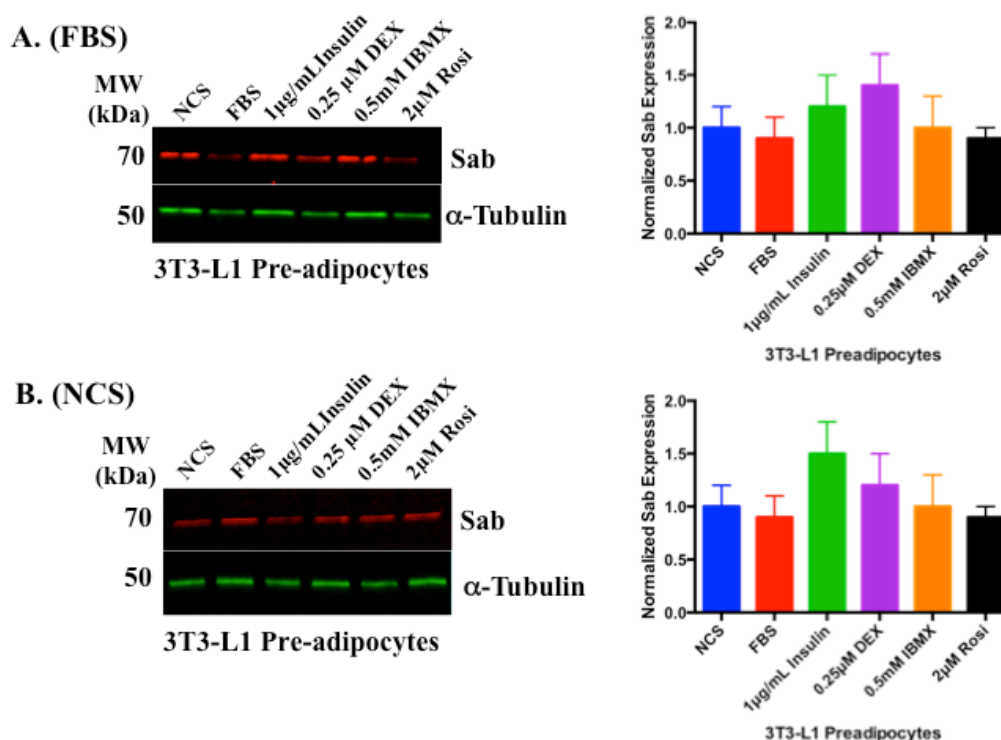 A. (FBS)
MW
(kDa)
NCS
FBS
1µg/mLInsulin
0.25 µM DEX
0.5mM IBMX
2µM Rosi
70
Sab
50
α-Tubulin
3T3-L1 Pre-adipocytes
Normalized Sab Expression
2.0
1.5
1.0
0.5
0.0
NCS
FBS
1µg/mL Insulin
0.25µM DEX
0.5mM IBMX
2µM Rosi
3T3-L1 Preadipocytes
B. (NCS)
MW
(kDa)
NCS
FBS
1µg/mLInsulin
0.25 µM DEX
0.5mM IBMX
2µM Rosi
70
Sab
50
α-Tubulin
3T3-L1 Pre-adipocytes
Normalized Sab Expression
2.0
1.5
1.0
0.5
0.0
NCS
FBS
1µg/mL Insulin
0.25µM DEX
0.5mM IBMX
2µM Rosi
3T3-L1 Preadipocytes